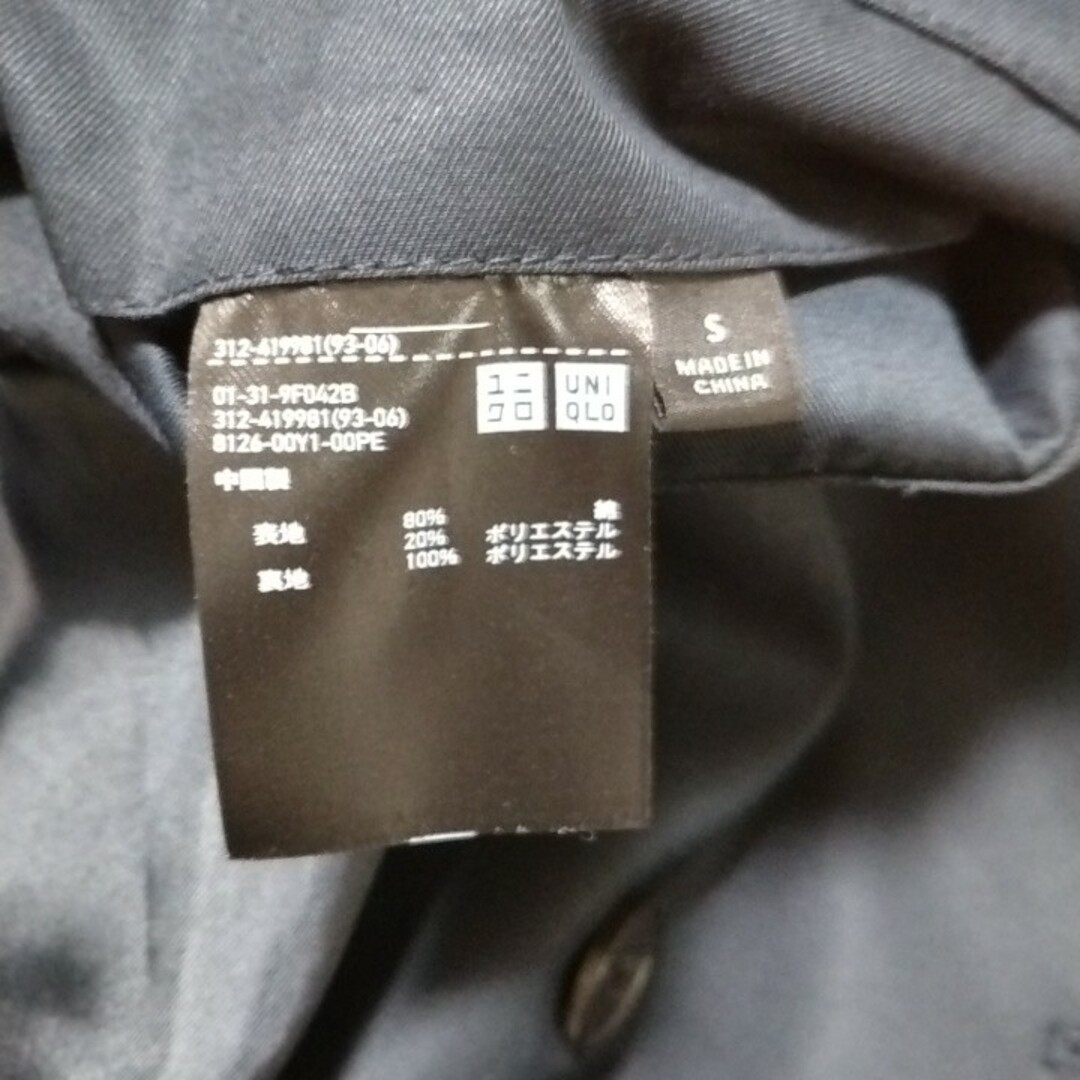 312-419981(93-06)
01-31-9F042B
312-419981(93-06)
8126-00Y1-00PE
中国製
ユニ
クロ
UNI
QLO
表地 80% 綿
20% ポリエステル
裏地 100% ポリエステル
S
MADE IN
CHINA